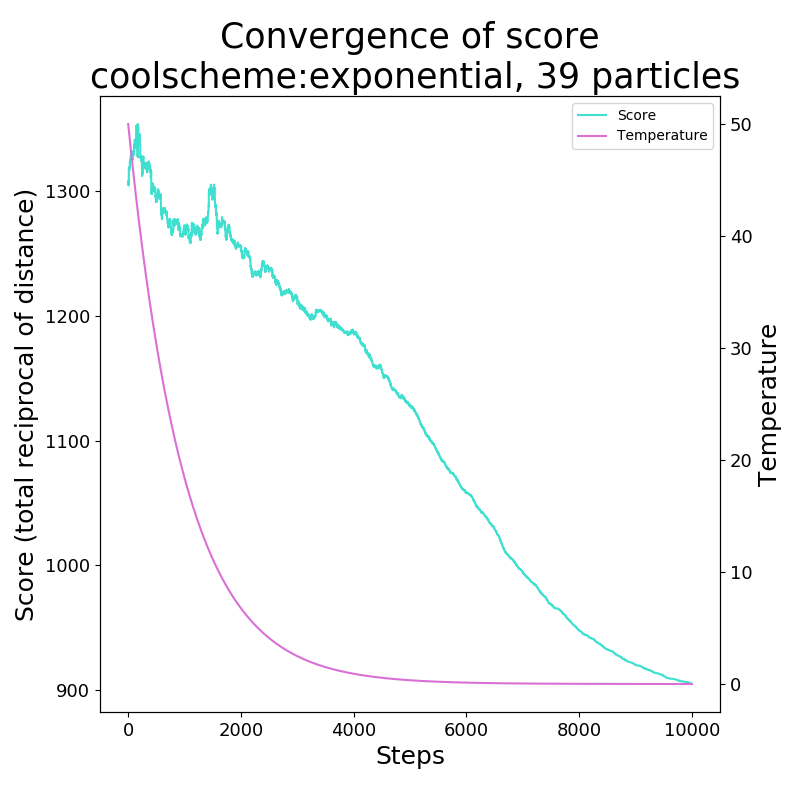 Convergence of score
coolscheme:exponential, 39 particles
Score
Temperature
Score (total reciprocal of distance)
1300
1200
1100
1000
900
50
40
30
20
10
0
Temperature
0 2000 4000 6000 8000 10000
Steps